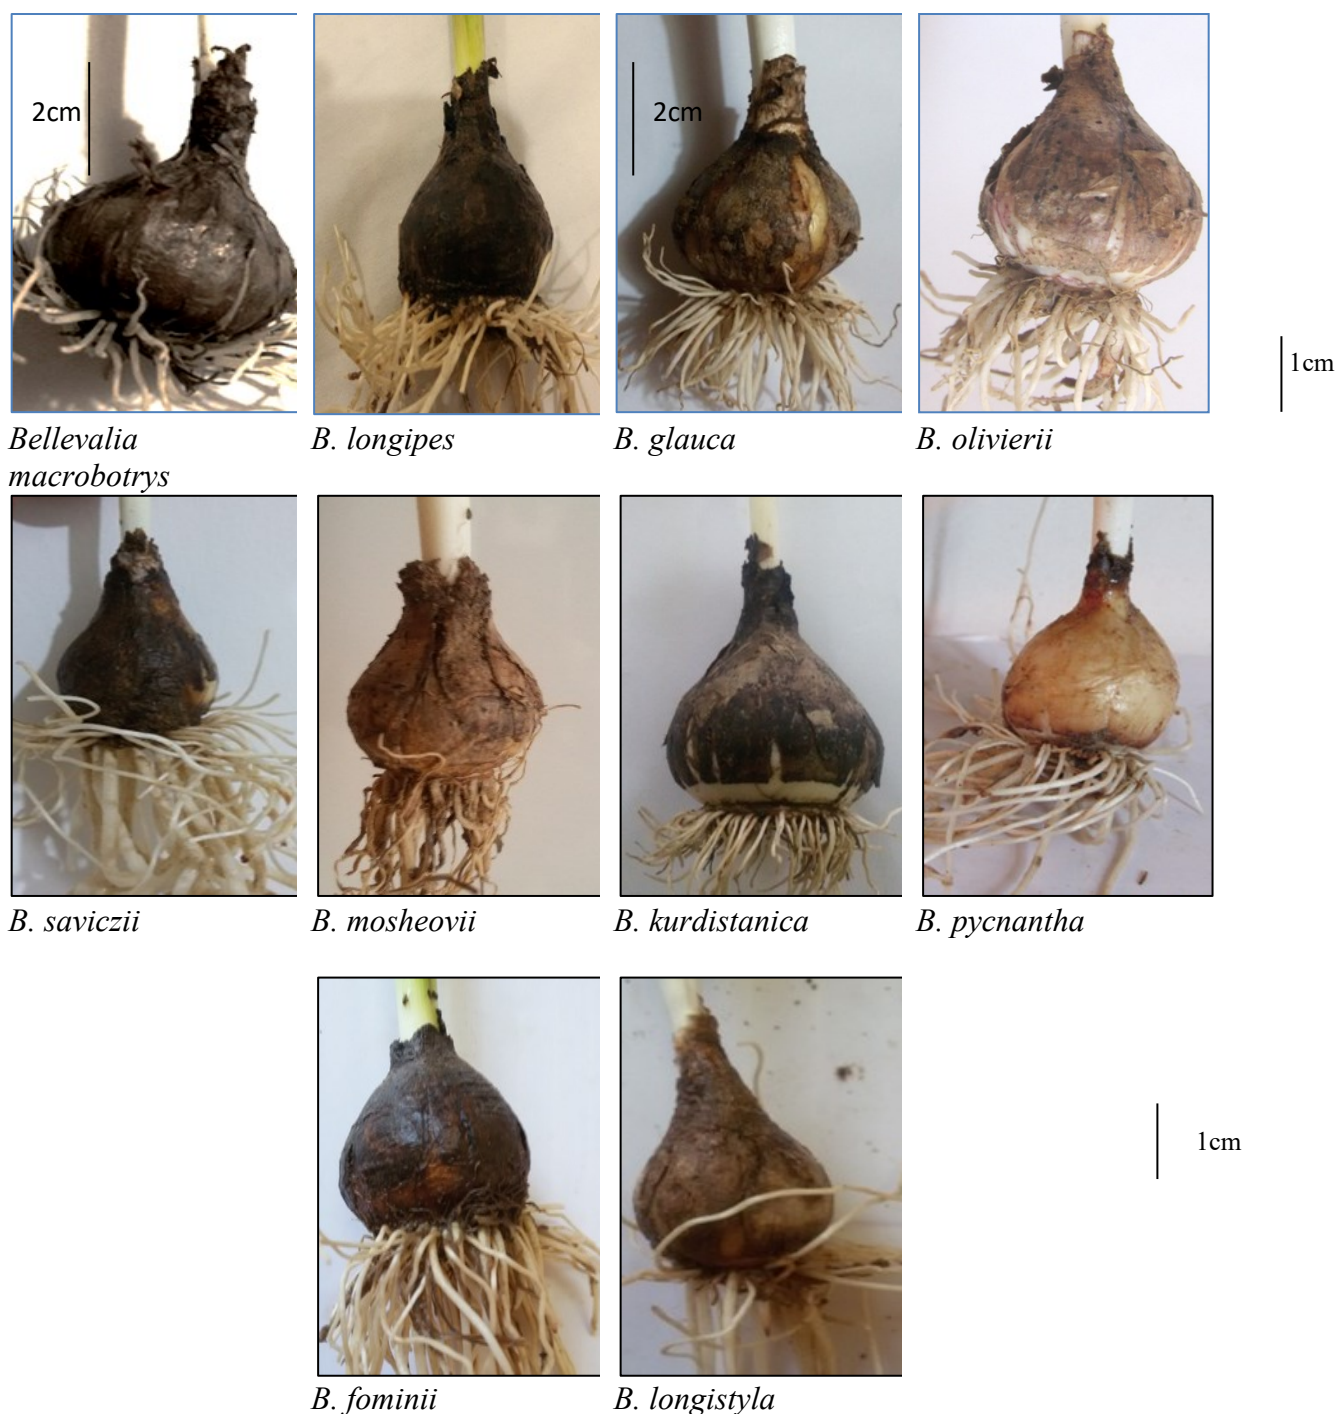 2cm
2cm
1cm
Bellevalia
macrobotrys
B. longipes
B. glauca
B. olivierii
B. saviczii
B. mosheovii
B. kurdistanica
B. pycnantha
1cm
B. fominii
B. longistyla